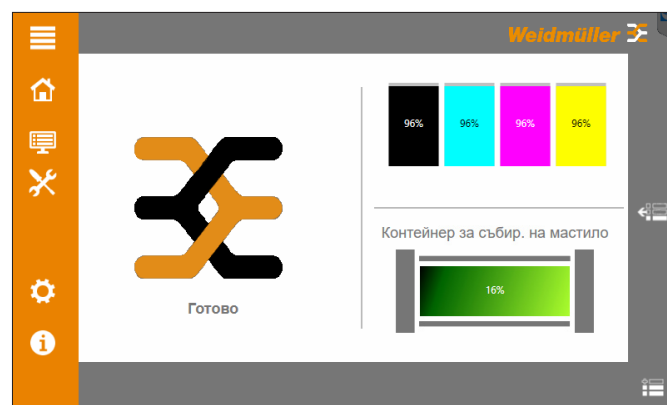 Weidmüller
96% 96% 96% 96%
Контейнер за събир. на мастило
16%
Готово